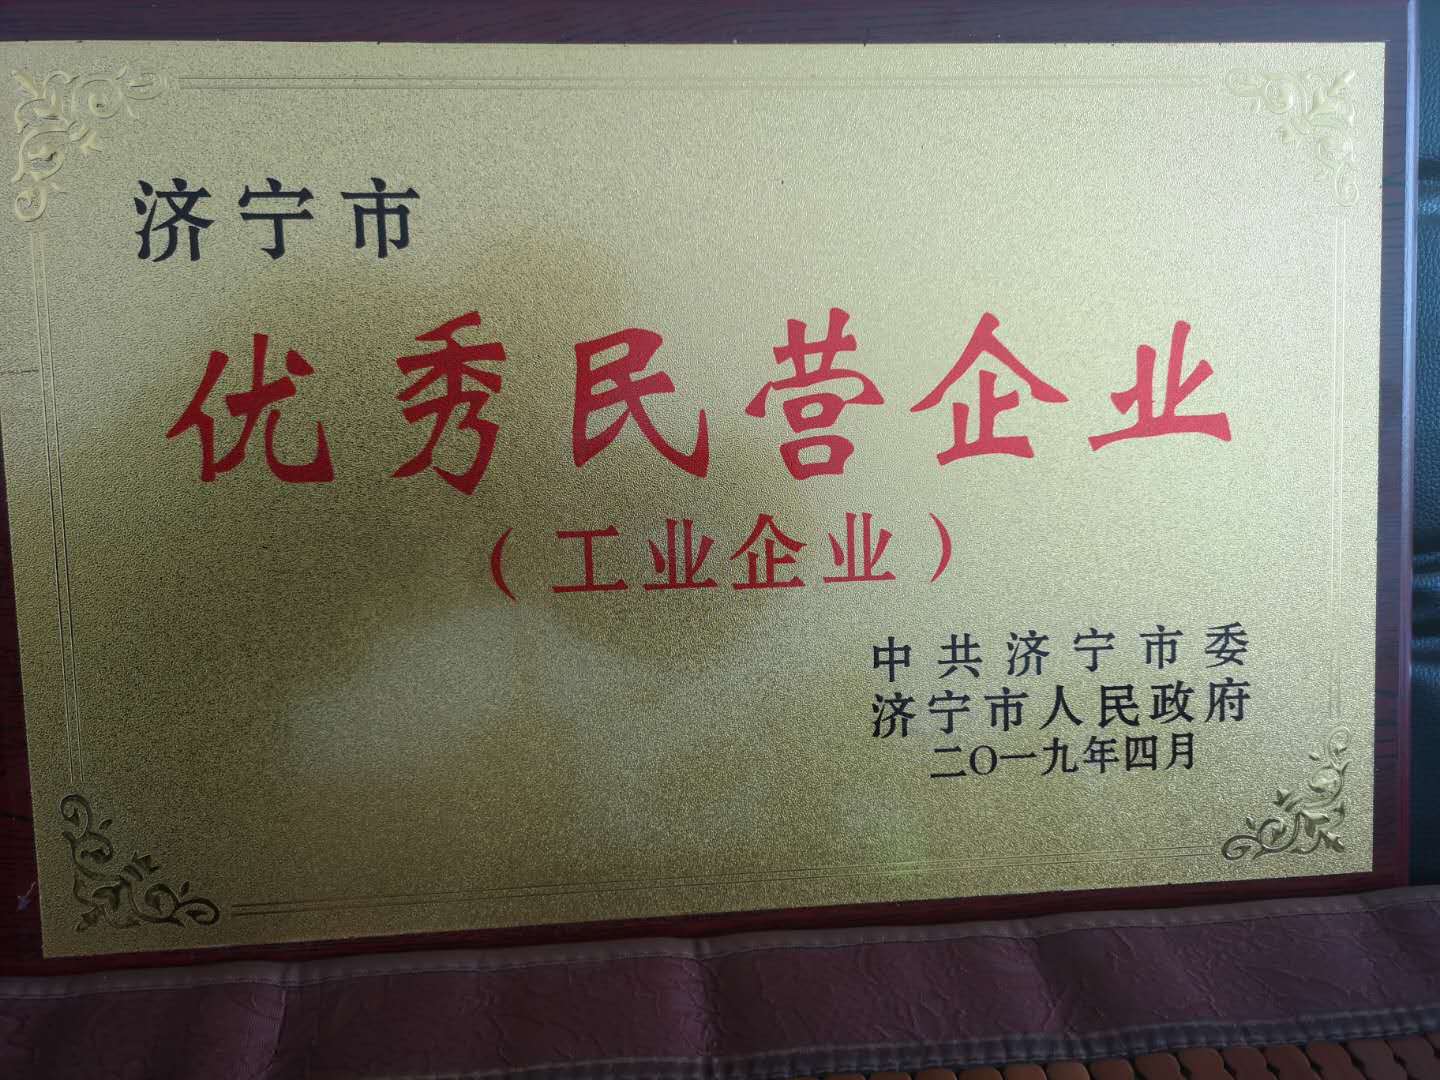 济宁市
优秀民营企业
（工业企业）
中共济宁市委
济宁市人民政府
二〇一九年四月